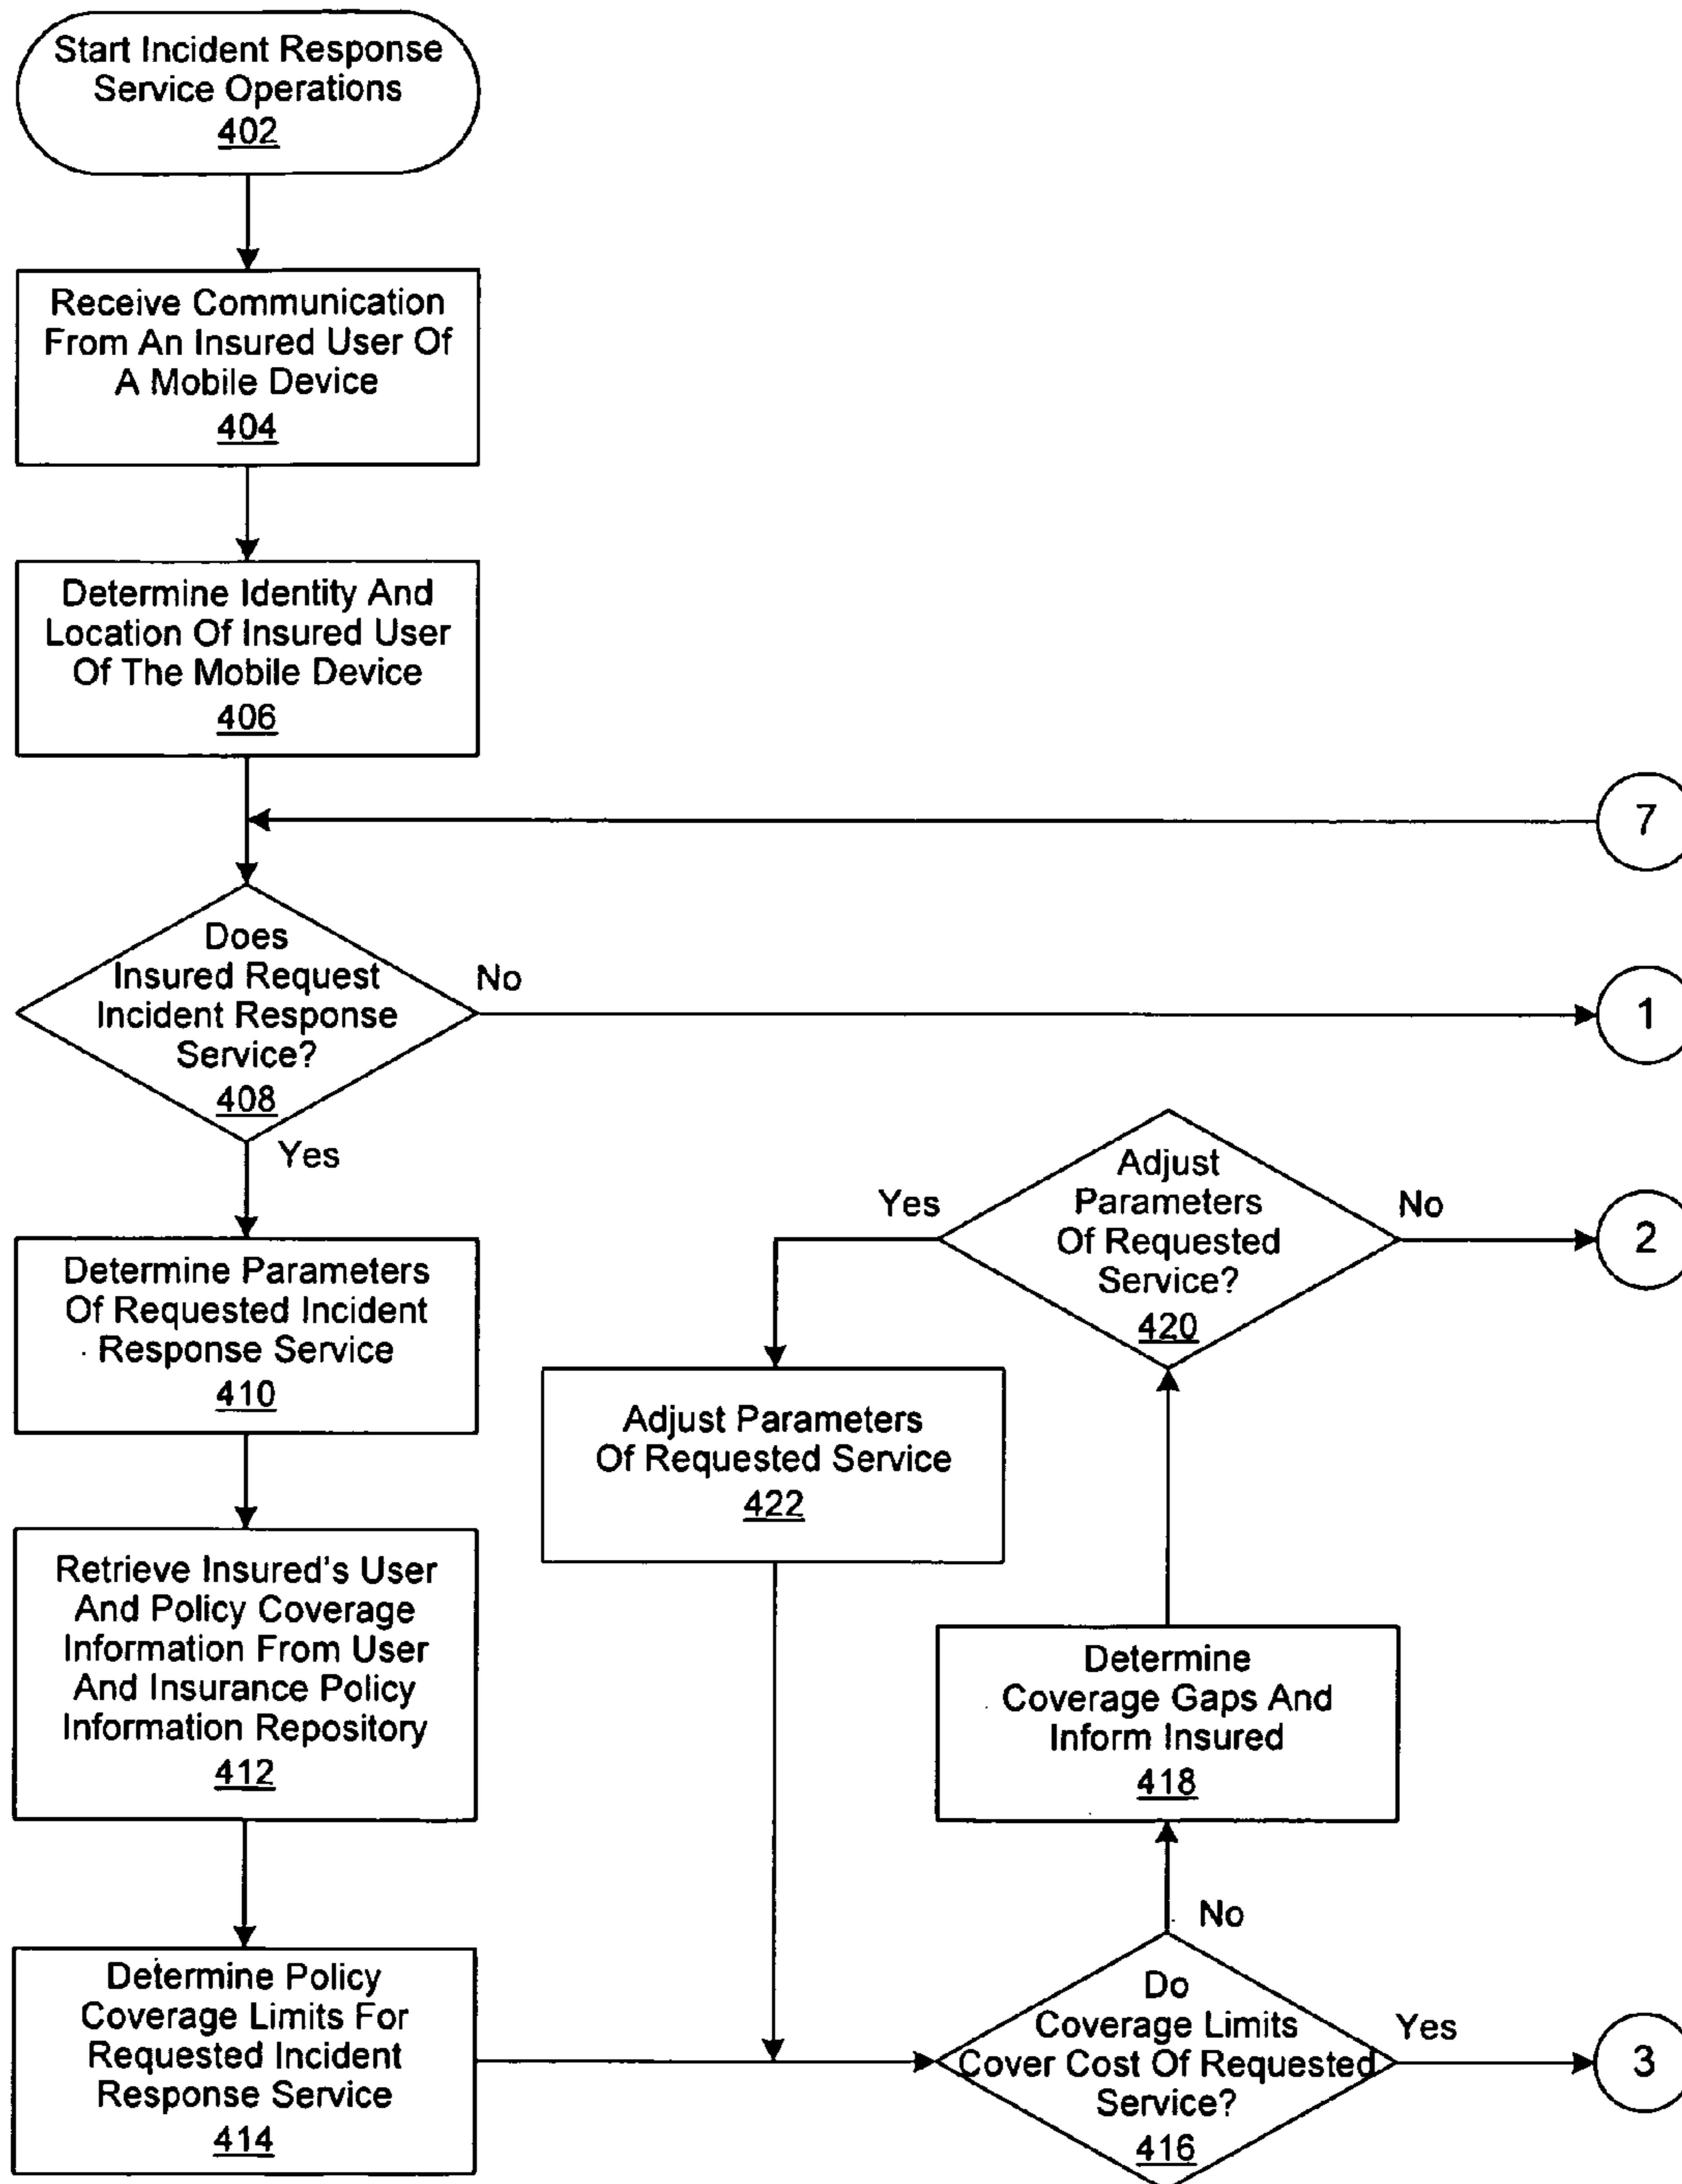 Start Incident Response
Service Operations
402
Receive Communication
From An Insured User Of
A Mobile Device
404
Determine Identity And
Location Of Insured User
Of The Mobile Device
406
7
Does
Insured Request
Incident Response
Service?
408
No
1
Yes
Determine Parameters
Of Requested Incident
Response Service
410
Retrieve Insured's User
And Policy Coverage
Information From User
And Insurance Policy
Information Repository
412
Determine Policy
Coverage Limits For
Requested Incident
Response Service
414
Do
Coverage Limits
Cover Cost Of Requested
Service?
416
Yes
3
No
Determine
Coverage Gaps And
Inform Insured
418
Adjust
Parameters
Of Requested
Service?
420
No
2
Yes
Adjust Parameters
Of Requested Service
422